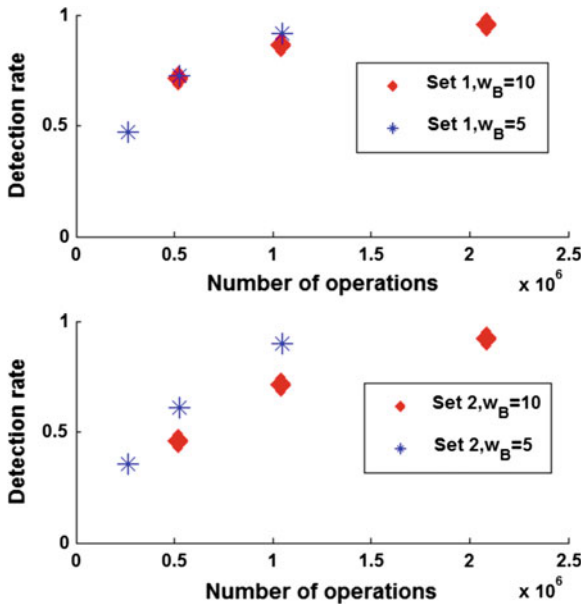 1
0.5
1
0
0.5
1
1.5
2
2.5
Detection rate
Number of operations
x 10^6
Set 1,w_B=10
Set 1,w_B=5
1
0.5
1
0
0.5
1
1.5
2
2.5
Detection rate
Number of operations
x 10^6
Set 2,w_B=10
Set 2,w_B=5